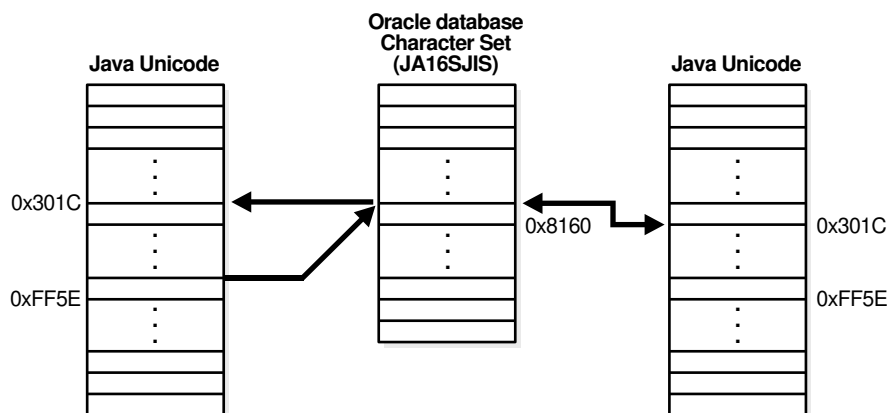 Oracle database
Character Set
(JA16SJIS)
Java Unicode
Java Unicode
0x301C
0x8160
0x301C
0xFF5E
0xFF5E